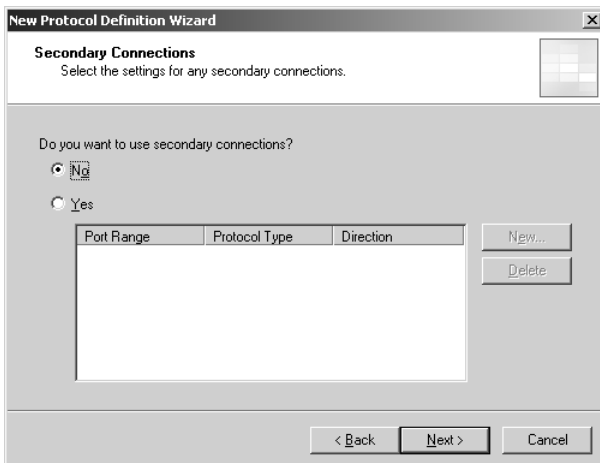 New Protocol Definition Wizard
Secondary Connections
Select the settings for any secondary connections.
Do you want to use secondary connections?
No
Yes
Port Range Protocol Type Direction
New...
Delete
< Back Next > Cancel